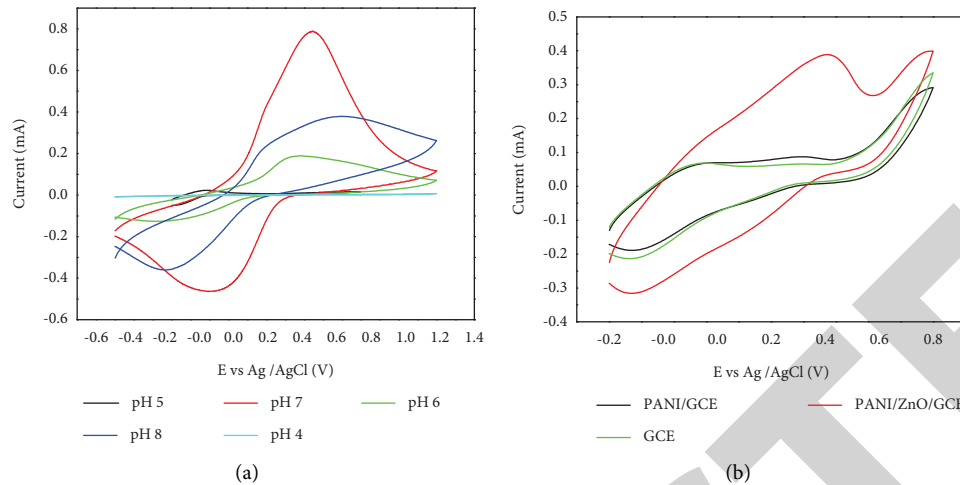 (a)
0.8
0.6
0.4
0.2
0.0
-0.2
-0.4
-0.6
Current (mA)
-0.6 -0.4 -0.2 -0.0 0.0 0.2 0.4 0.6 0.8 1.0 1.2 1.4
E vs Ag /AgCl (V)
pH 5 pH 7 pH 6
pH 8 pH 4
(a)
(b)
0.5
0.4
0.3
0.2
0.1
0.0
-0.1
-0.2
-0.3
0.4
Current (mA)
-0.2 -0.0 0.4 0.6 0.8
E vs Ag /AgCl (V)
PANI/GCE PANI/ZnO/GCE
GCE
(b)